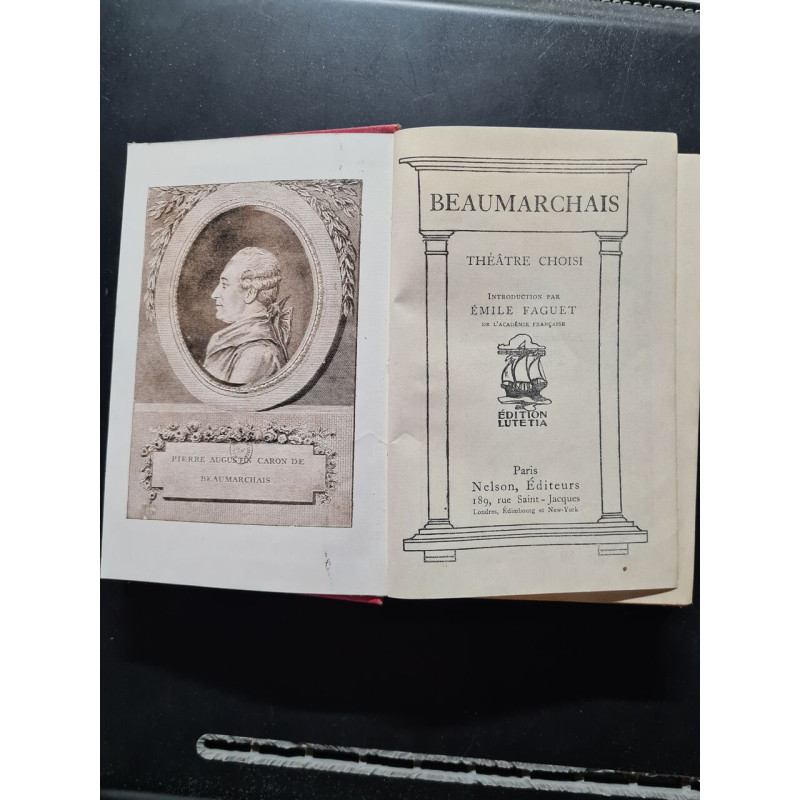 PIERRE AUGUSTIN CARON DE
BEAUMARCHAIS
BEAUMARCHAIS
THÉÂTRE CHOISI
INTRODUCTION PAR
ÉMILE FAGUET
DE L'ACADÉMIE FRANÇAISE
ÉDITION
LUTETIA
Paris
Nelson, Éditeurs
189, rue Saint-Jacques
Londres, Édimbourg et New-York